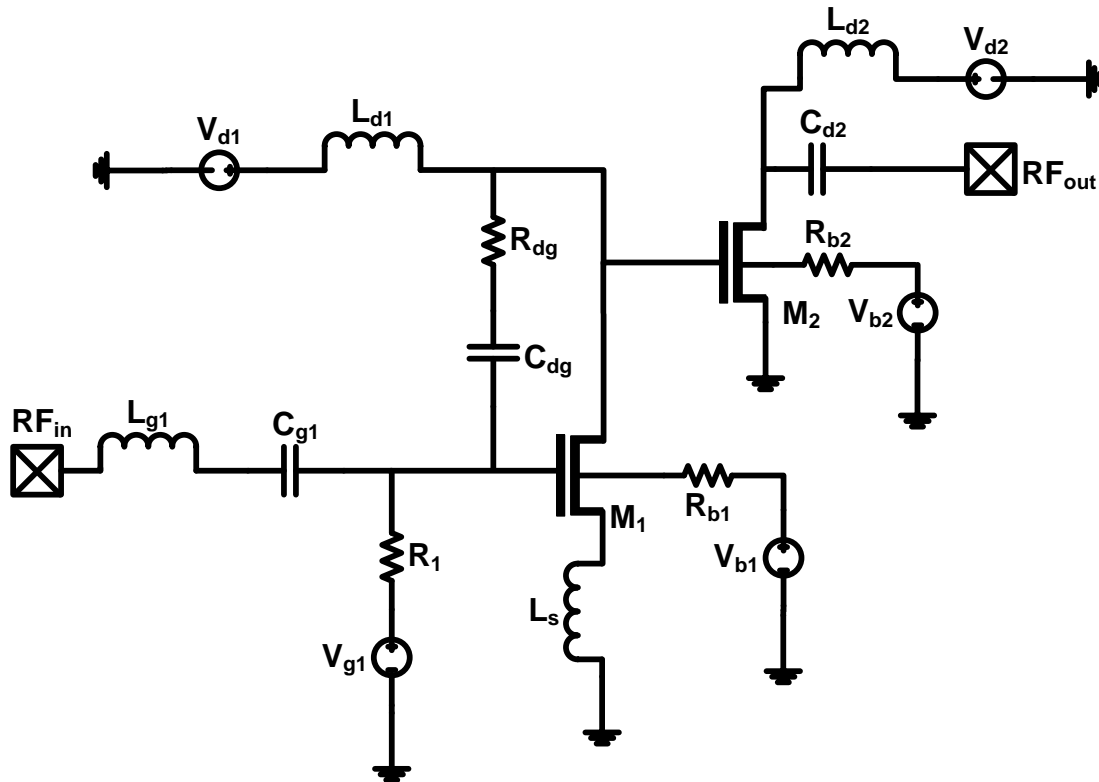 L_d2
V_d2
L_d1
V_d1
C_d2
RF_out
R_dg
R_b2
M_2
V_b2
C_dg
RF_in
L_g1
C_g1
M_1
R_b1
R_1
V_b1
L_s
V_g1